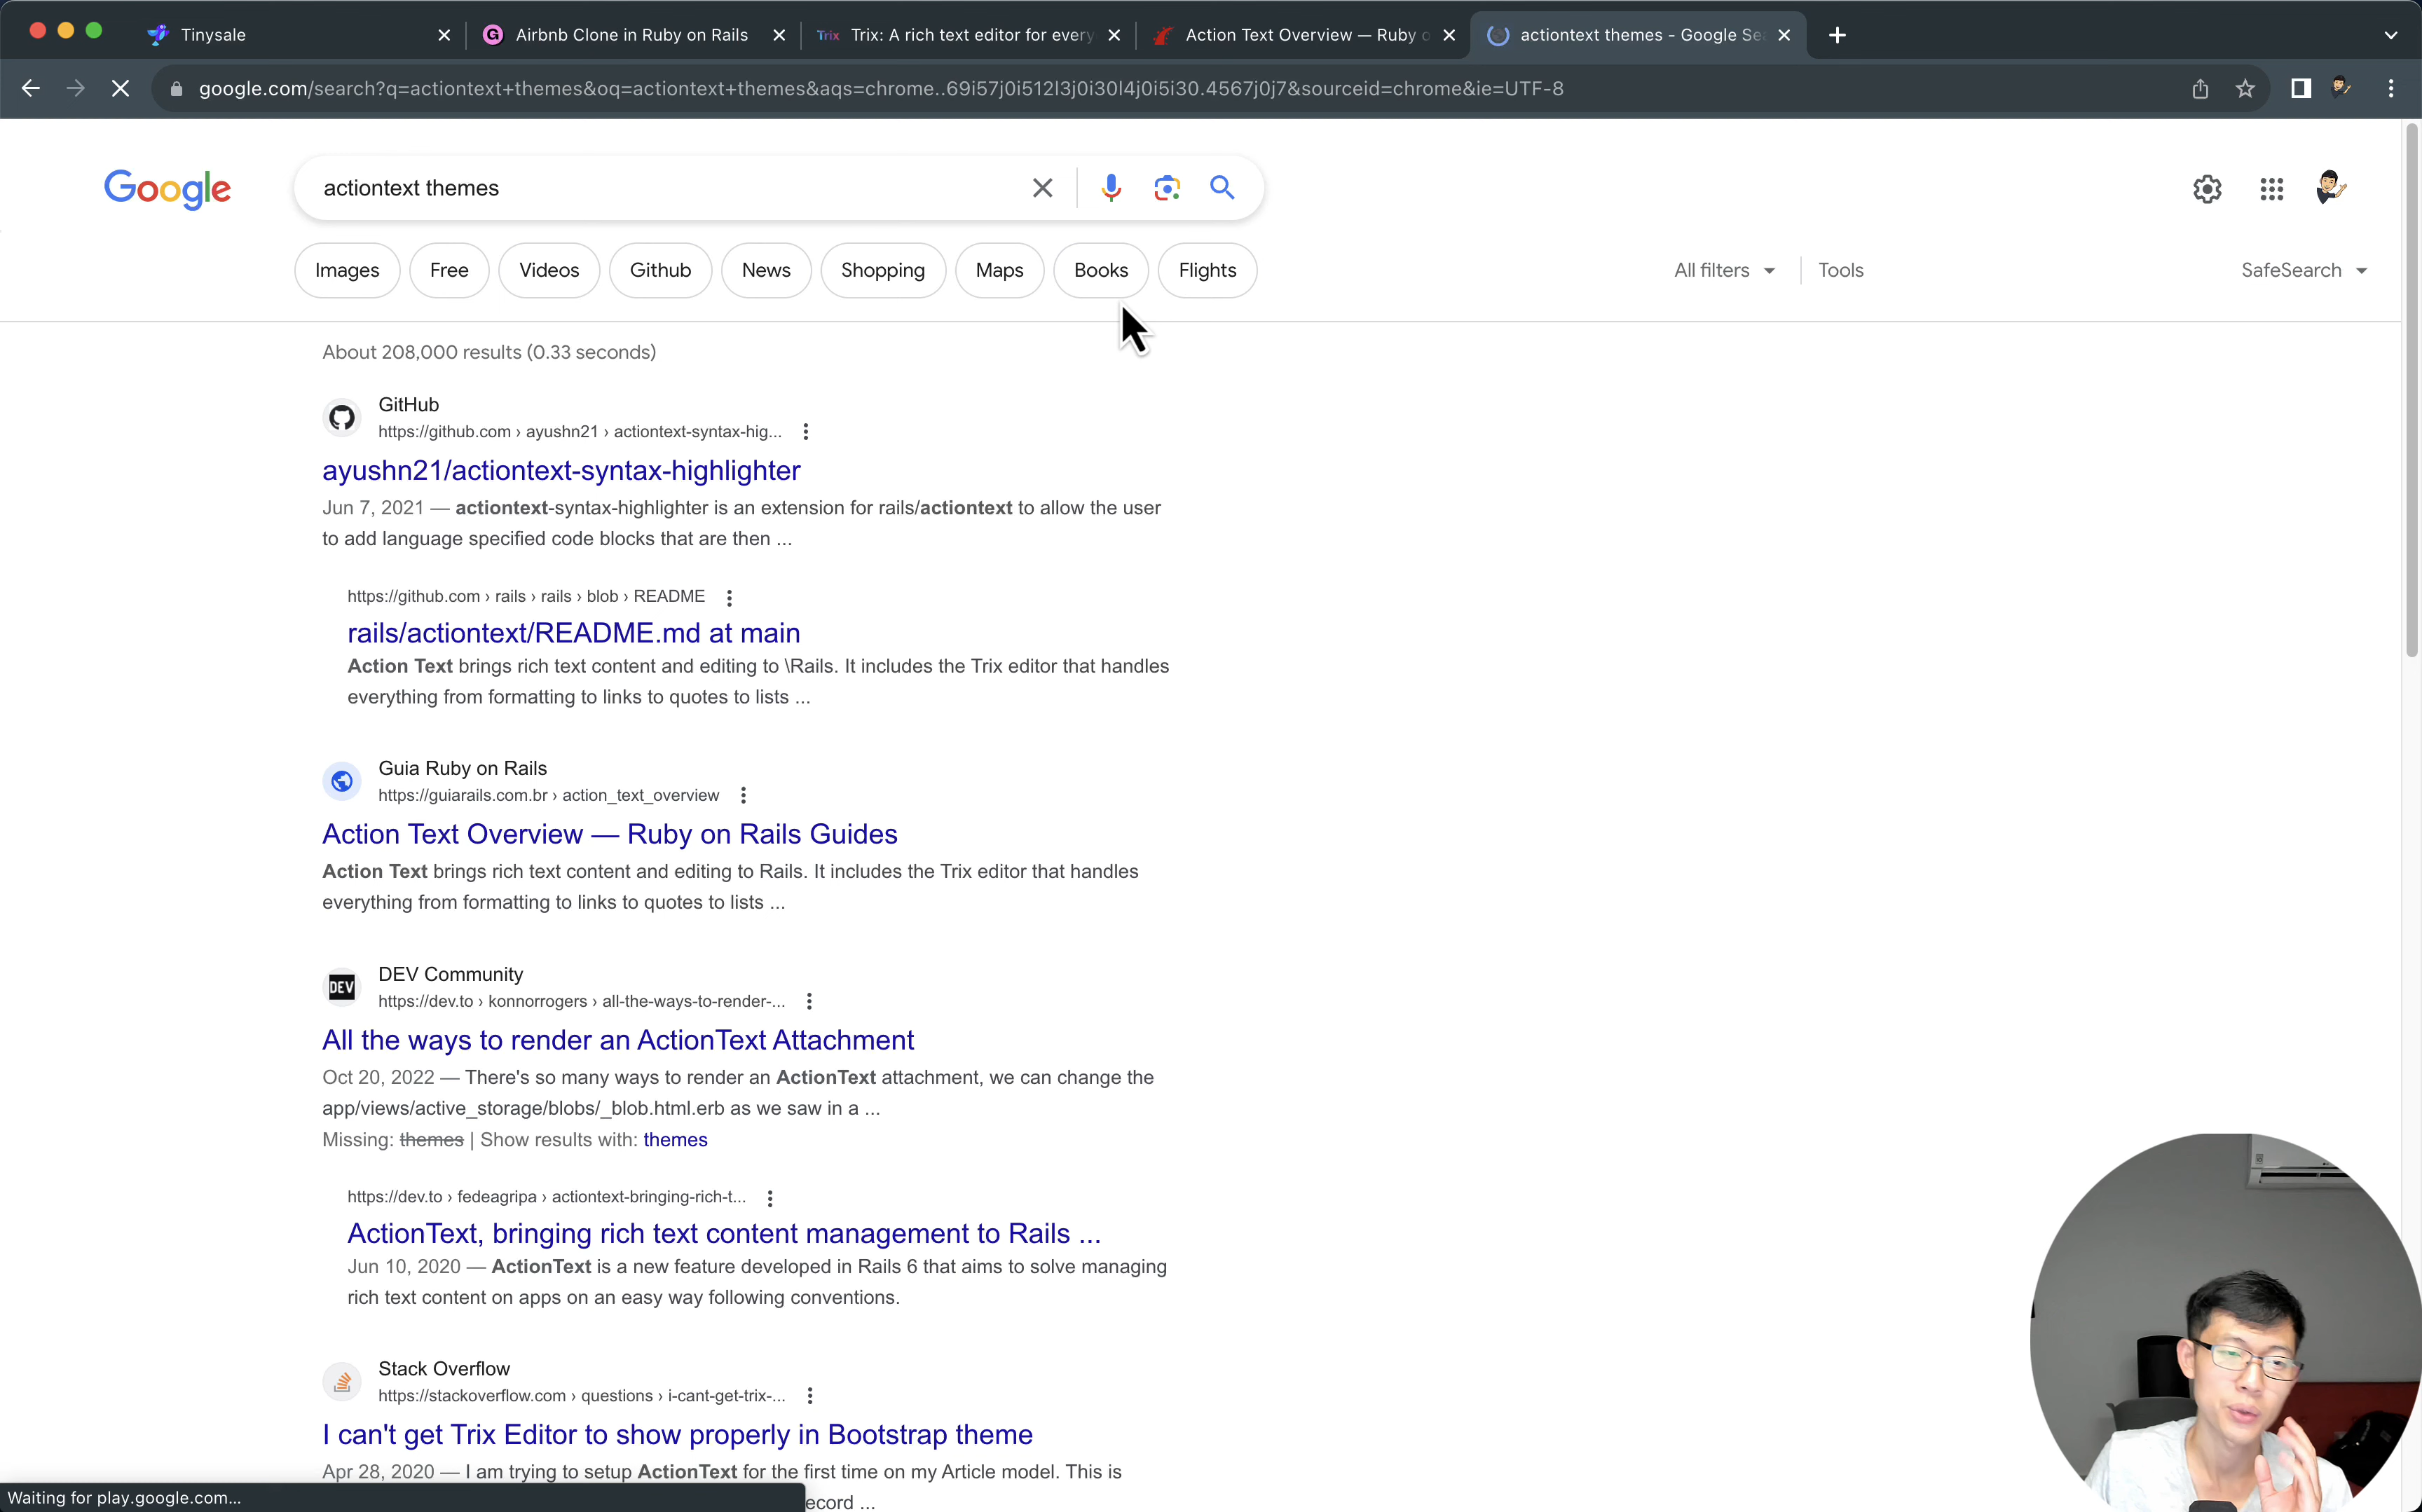 Tinysale
Airbnb Clone in Ruby on Rails
Trix
Trix: A rich text editor for every
Action Text Overview — Ruby o
actiontext themes - Google Se
google.com/search?q=actiontext+themes&oq=actiontext+themes&aqs=chrome..69i57j0i512l3j0i30l4j0i5i30.4567j0j7&sourceid=chrome&ie=UTF-8
Google
actiontext themes
Images
Free
Videos
Github
News
Shopping
Maps
Books
Flights
All filters
Tools
SafeSearch
About 208,000 results (0.33 seconds)
GitHub
https://github.com › ayushn21 › actiontext-syntax-hig...
ayushn21/actiontext-syntax-highlighter
Jun 7, 2021 — actiontext-syntax-highlighter is an extension for rails/actiontext to allow the user
to add language specified code blocks that are then ...
https://github.com › rails › rails › blob › README
rails/actiontext/README.md at main
Action Text brings rich text content and editing to \Rails. It includes the Trix editor that handles
everything from formatting to links to quotes to lists ...
Guia Ruby on Rails
https://guiarails.com.br › action_text_overview
Action Text Overview — Ruby on Rails Guides
Action Text brings rich text content and editing to Rails. It includes the Trix editor that handles
everything from formatting to links to quotes to lists ...
DEV
DEV Community
https://dev.to › konnorrogers › all-the-ways-to-render-...
All the ways to render an ActionText Attachment
Oct 20, 2022 — There's so many ways to render an ActionText attachment, we can change the
app/views/active_storage/blobs/_blob.html.erb as we saw in a ...
Missing: themes | Show results with: themes
https://dev.to › fedeagripa › actiontext-bringing-rich-t...
ActionText, bringing rich text content management to Rails ...
Jun 10, 2020 — ActionText is a new feature developed in Rails 6 that aims to solve managing
rich text content on apps on an easy way following conventions.
Stack Overflow
https://stackoverflow.com › questions › i-cant-get-trix-...
I can't get Trix Editor to show properly in Bootstrap theme
Apr 28, 2020 — I am trying to setup ActionText for the first time on my Article model. This is
ecord ...
Waiting for play.google.com...